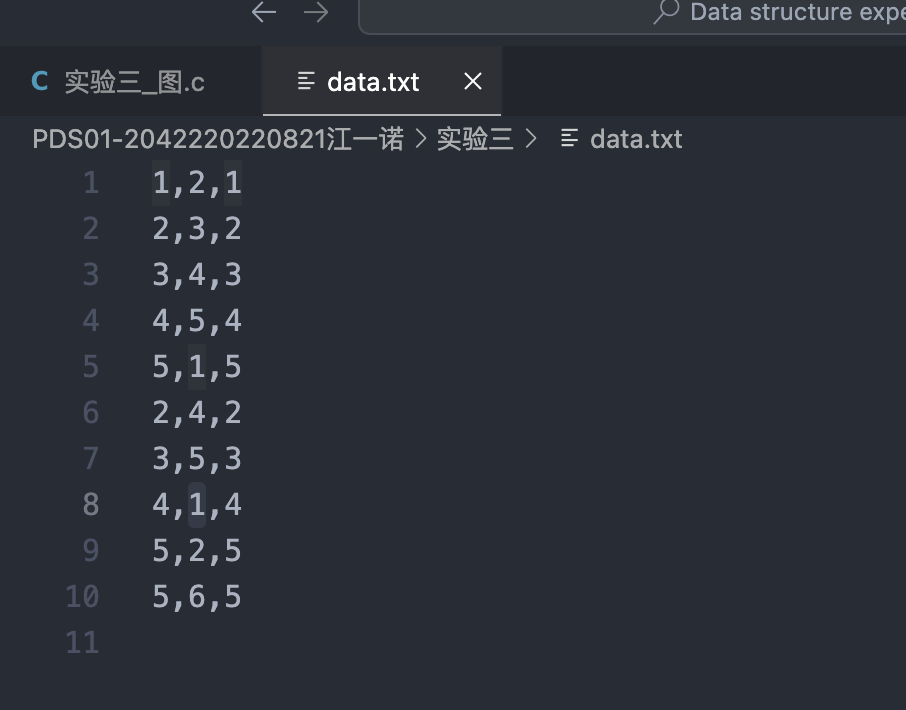 Data structure expe
C 实验三_图.c
data.txt
PDS01-2042220220821江一诺 > 实验三 > data.txt
1 1,2,1
2 2,3,2
3 3,4,3
4 4,5,4
5 5,1,5
6 2,4,2
7 3,5,3
8 4,1,4
9 5,2,5
10 5,6,5
11